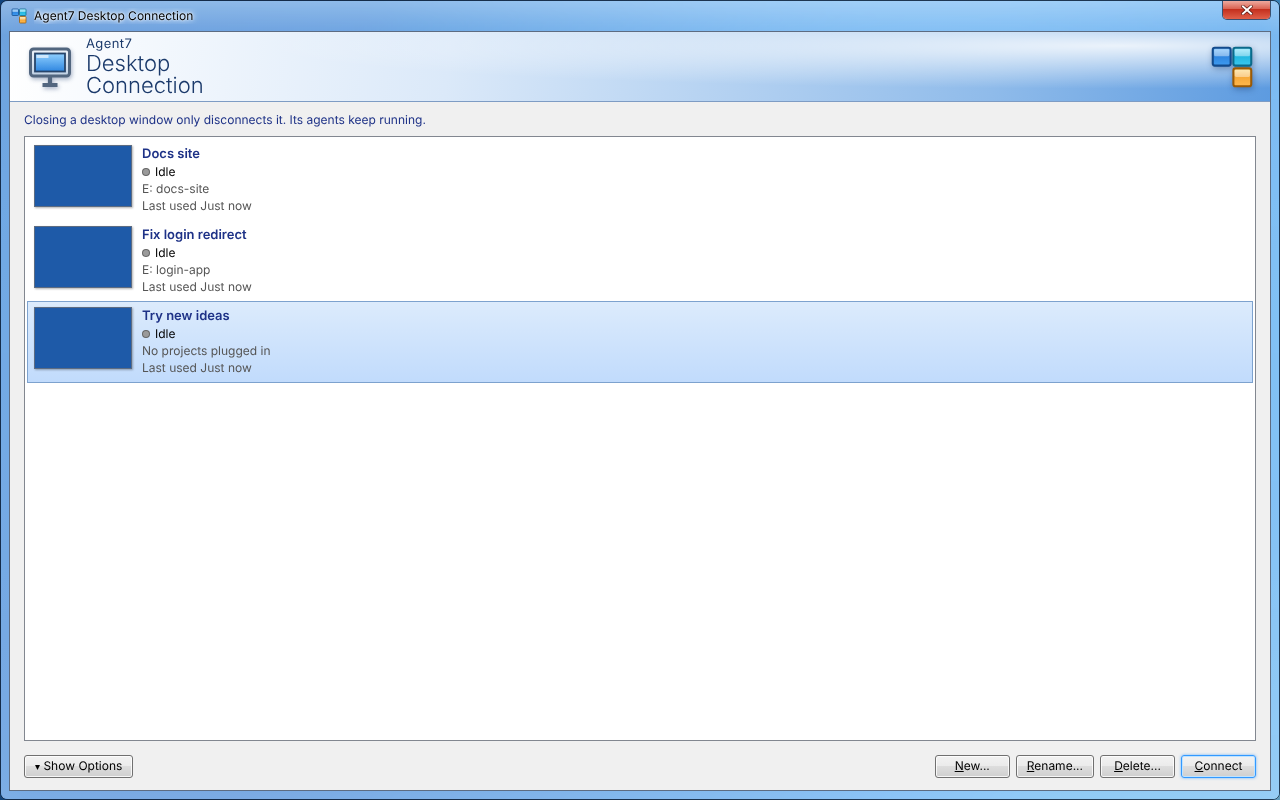 Agent7 Desktop Connection
Agent7
Desktop
Connection
Closing a desktop window only disconnects it. Its agents keep running.
Docs site
Idle
E: docs-site
Last used Just now
Fix login redirect
Idle
E: login-app
Last used Just now
Try new ideas
Idle
No projects plugged in
Last used Just now
Show Options
New...
Rename...
Delete...
Connect